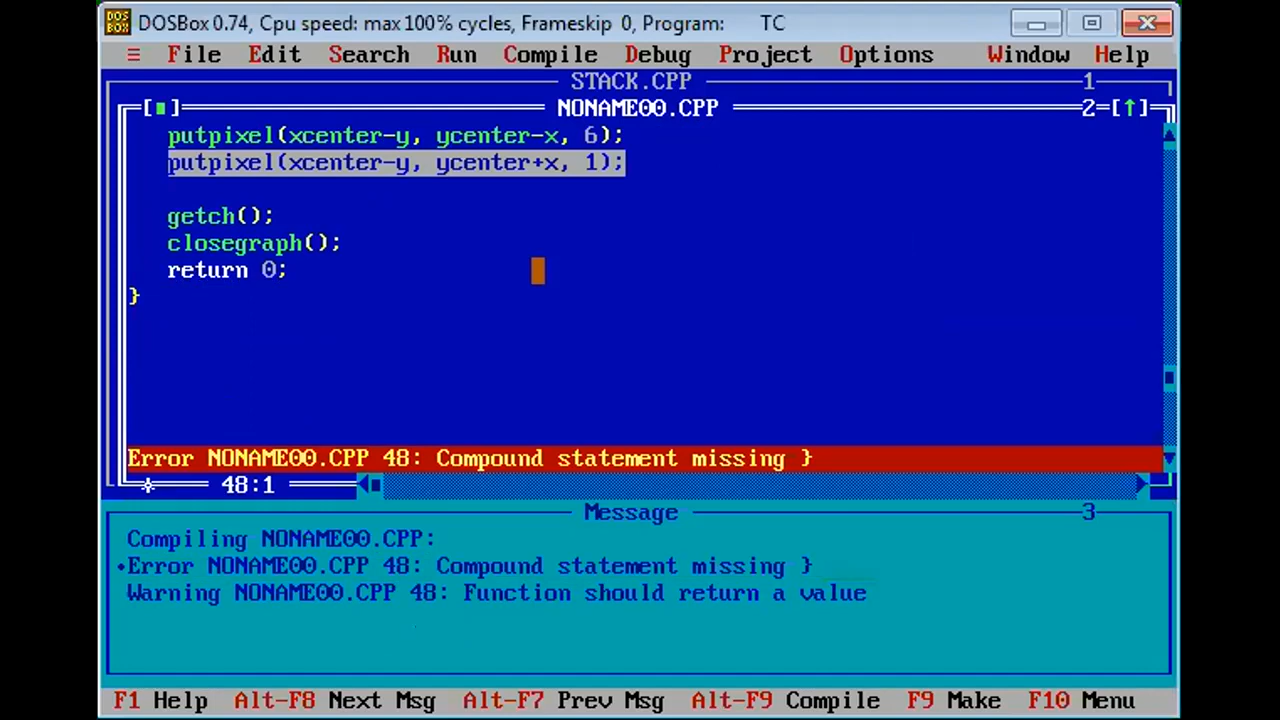 DOSBox 0.74, Cpu speed: max 100% cycles, Frameskip 0, Program: TC
≡ File Edit Search Run Compile Debug Project Options Window Help
STACK.CPP 1
[■] NONAME00.CPP 2=[↑]
putpixel(xcenter-y, ycenter-x, 6);
putpixel(xcenter-y, ycenter+x, 1);
getch();
closegraph();
return 0;
}
Error NONAME00.CPP 48: Compound statement missing }
48:1
Message 3
Compiling NONAME00.CPP:
•Error NONAME00.CPP 48: Compound statement missing }
Warning NONAME00.CPP 48: Function should return a value
F1 Help Alt-F8 Next Msg Alt-F7 Prev Msg Alt-F9 Compile F9 Make F10 Menu